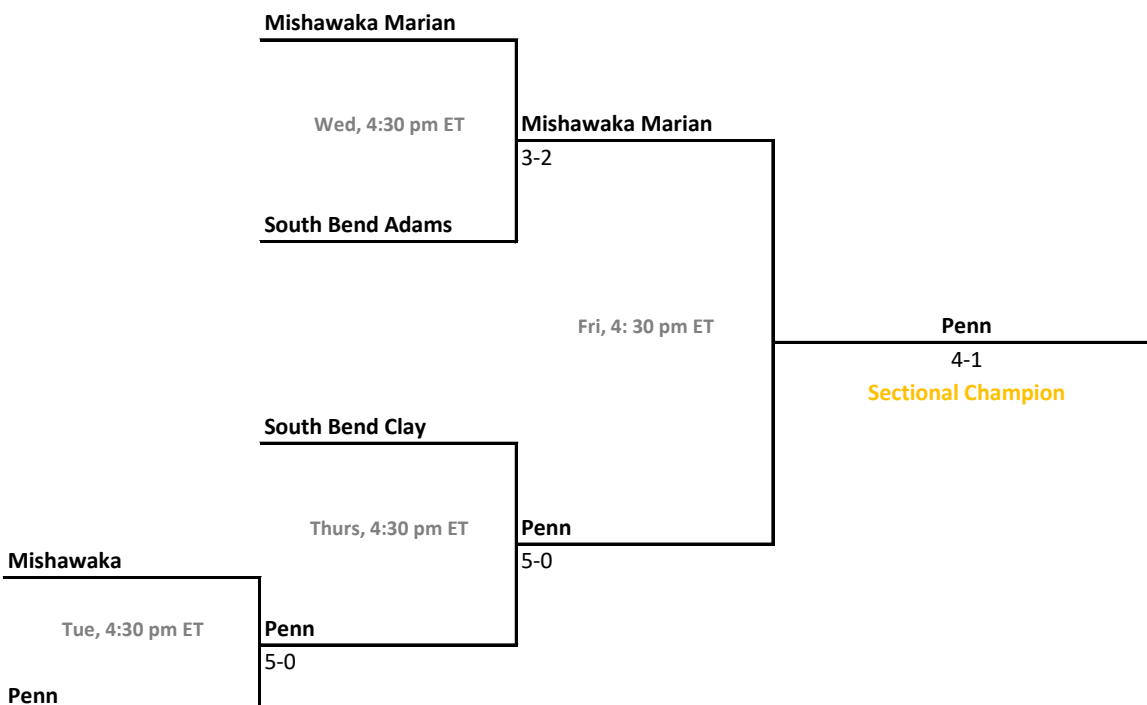 Mishawaka Marian
Wed, 4:30 pm ET
Mishawaka Marian
3-2
South Bend Adams
Fri, 4: 30 pm ET
Penn
4-1
Sectional Champion
South Bend Clay
Thurs, 4:30 pm ET
Penn
5-0
Mishawaka
Tue, 4:30 pm ET
Penn
5-0
Penn